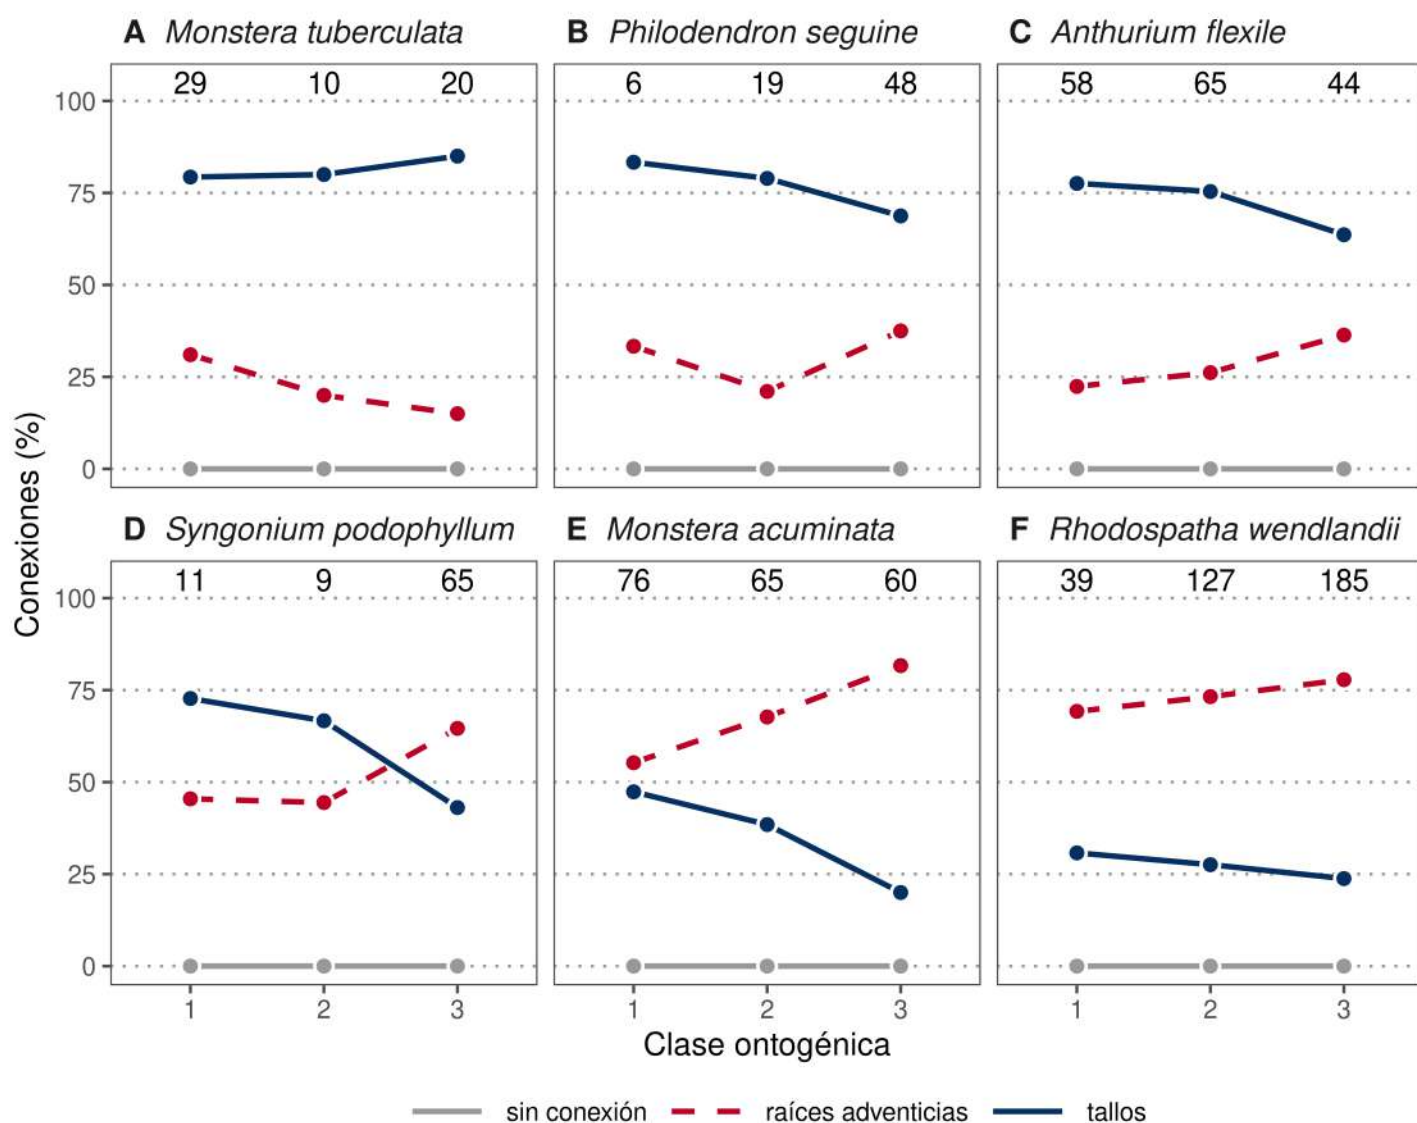 A Monstera tuberculata
B Philodendron seguine
C Anthurium flexile
29 10 20
6 19 48
58 65 44
100
75
50
25
0
Conexiones (%)
D Syngonium podophyllum
E Monstera acuminata
F Rhodospatha wendlandii
11 9 65
76 65 60
39 127 185
100
75
50
25
0
1 2 3
1 2 3
1 2 3
Clase ontogénica
sin conexión raíces adventicias tallos